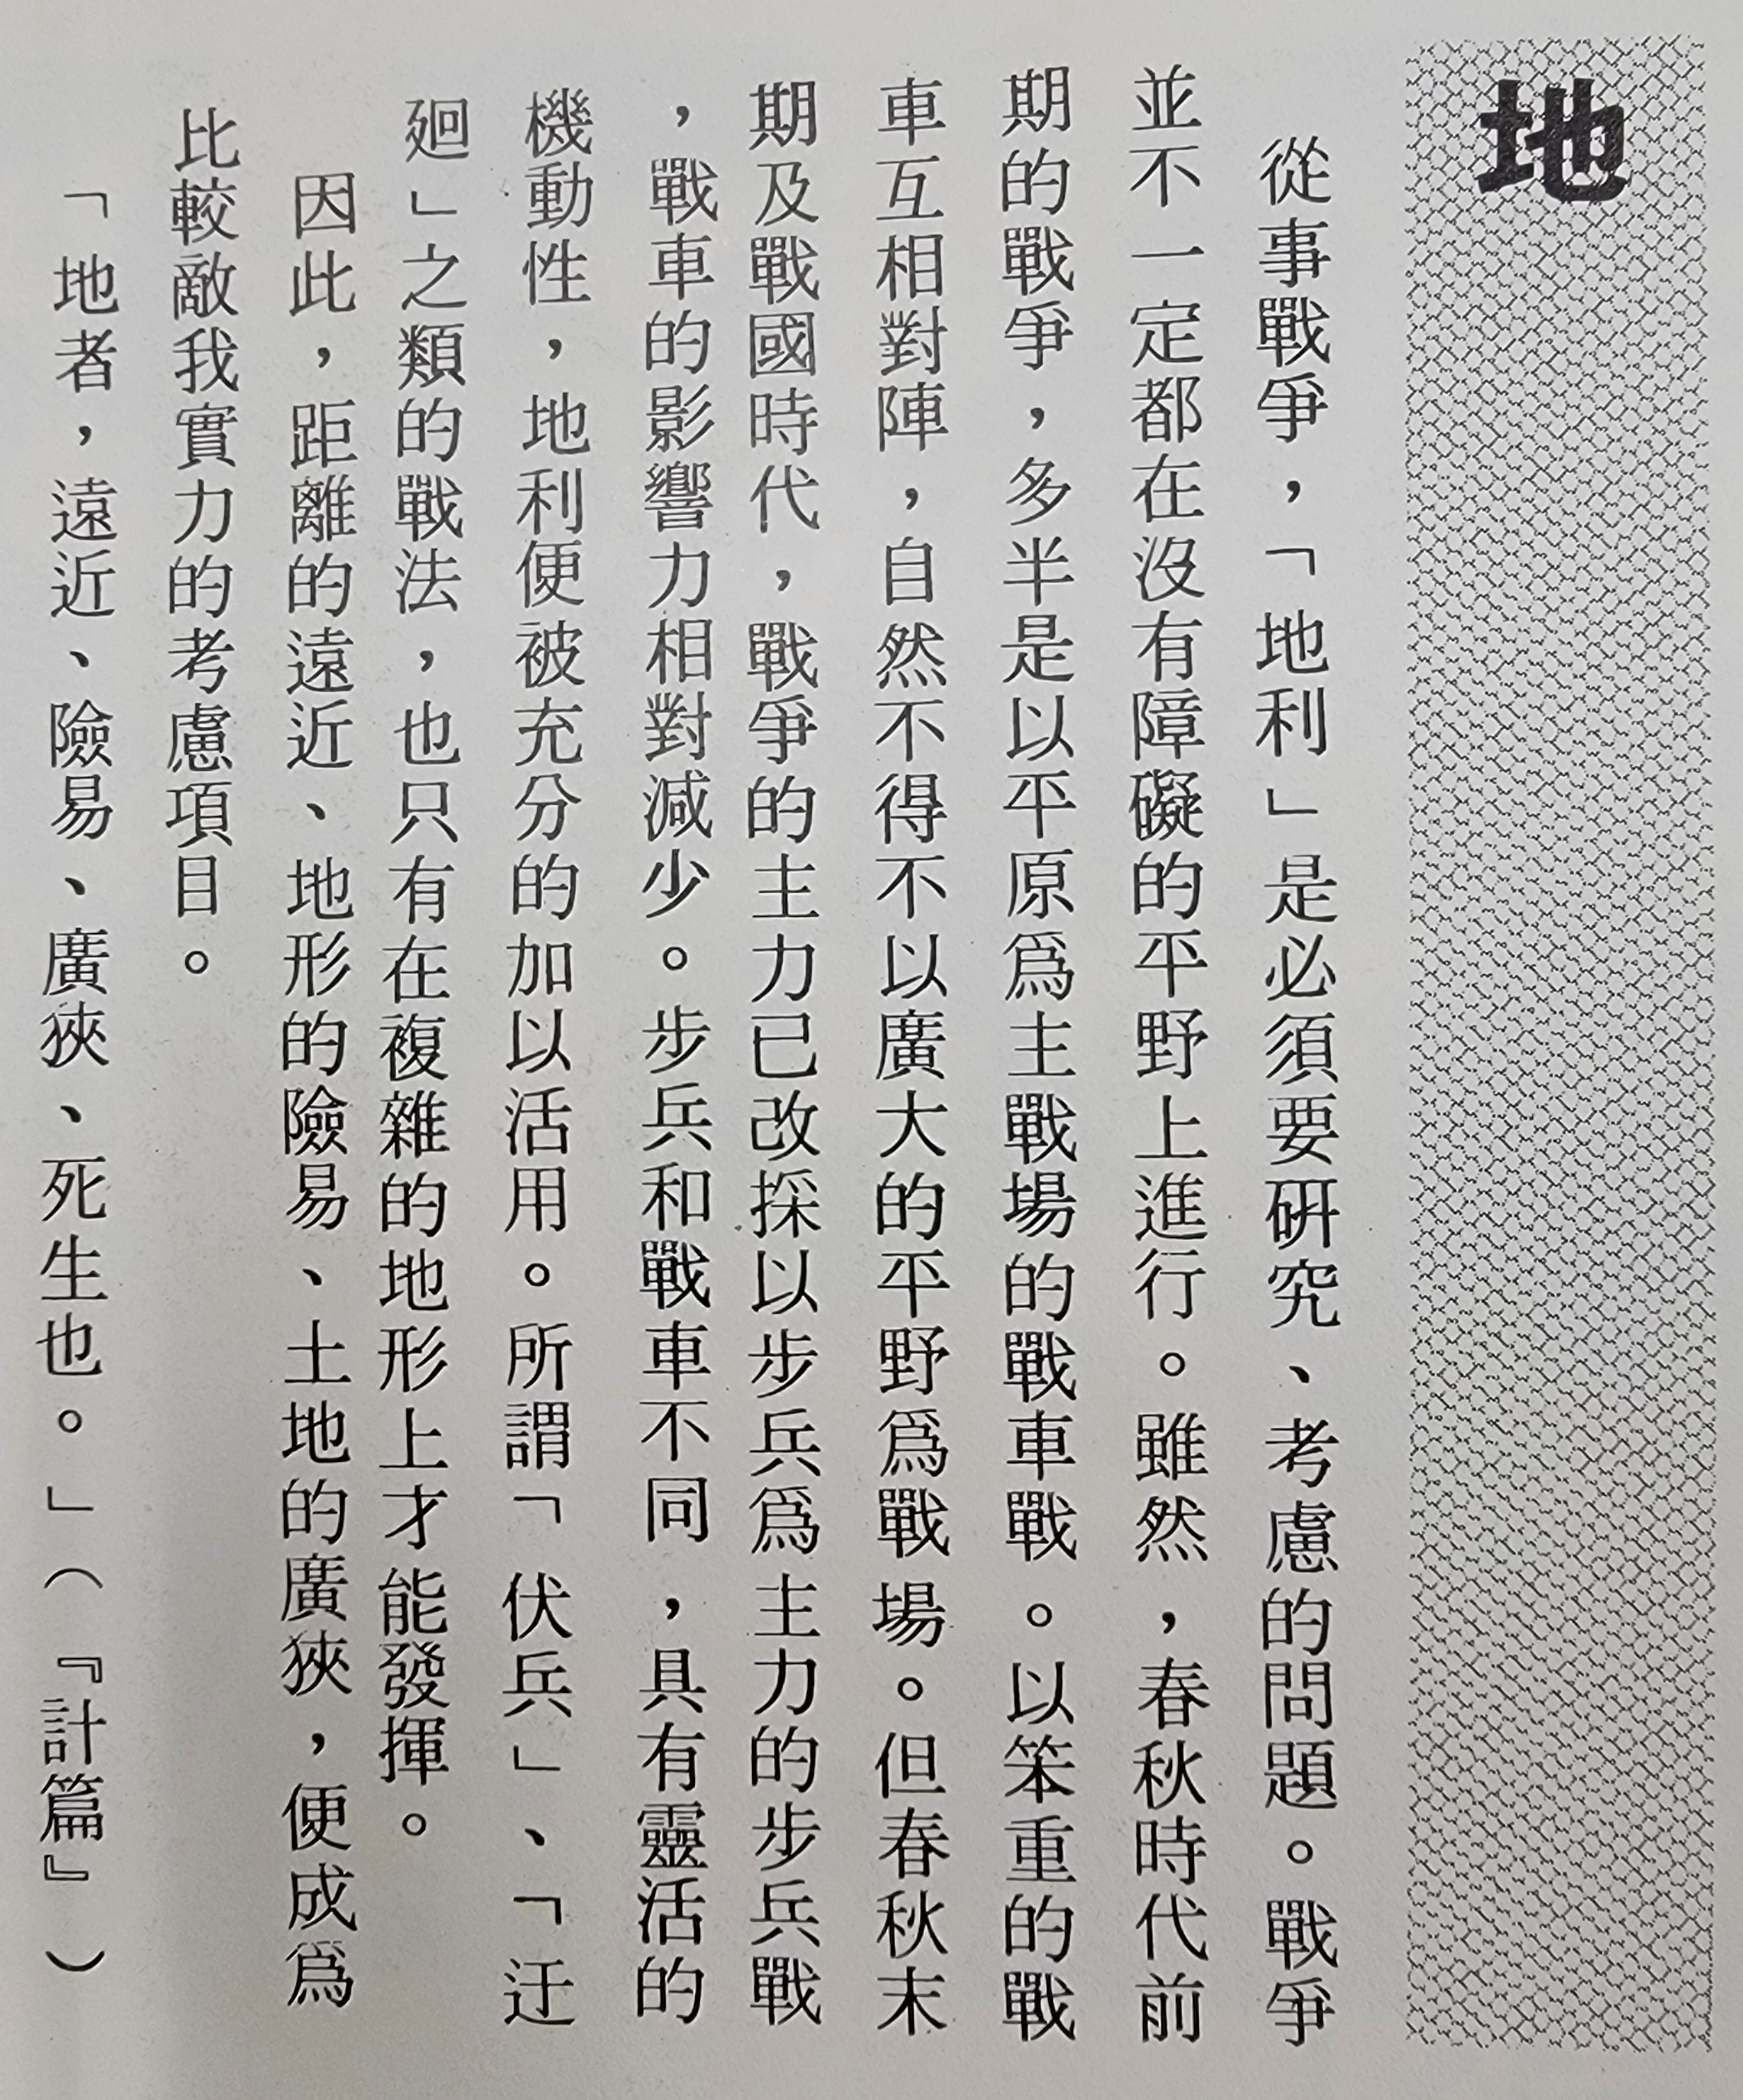 地
從事戰爭，「地利」是必須要研究、考慮的問題。戰爭
並不一定都在沒有障礙的平野上進行。雖然，春秋時代前
期的戰爭，多半是以平原爲主戰場的戰車戰。以笨重的戰
車互相對陣，自然不得不以廣大的平野爲戰場。但春秋末
期及戰國時代，戰爭的主力已改採以步兵爲主力的步兵戰
，戰車的影響力相對減少。步兵和戰車不同，具有靈活的
機動性，地利便被充分的加以活用。所謂「伏兵」、「迂
廻」之類的戰法，也只有在複雜的地形上才能發揮。
因此，距離的遠近、地形的險易、土地的廣狹，便成爲
比較敵我實力的考慮項目。
「地者，遠近、險易、廣狹、死生也。」（『計篇』）